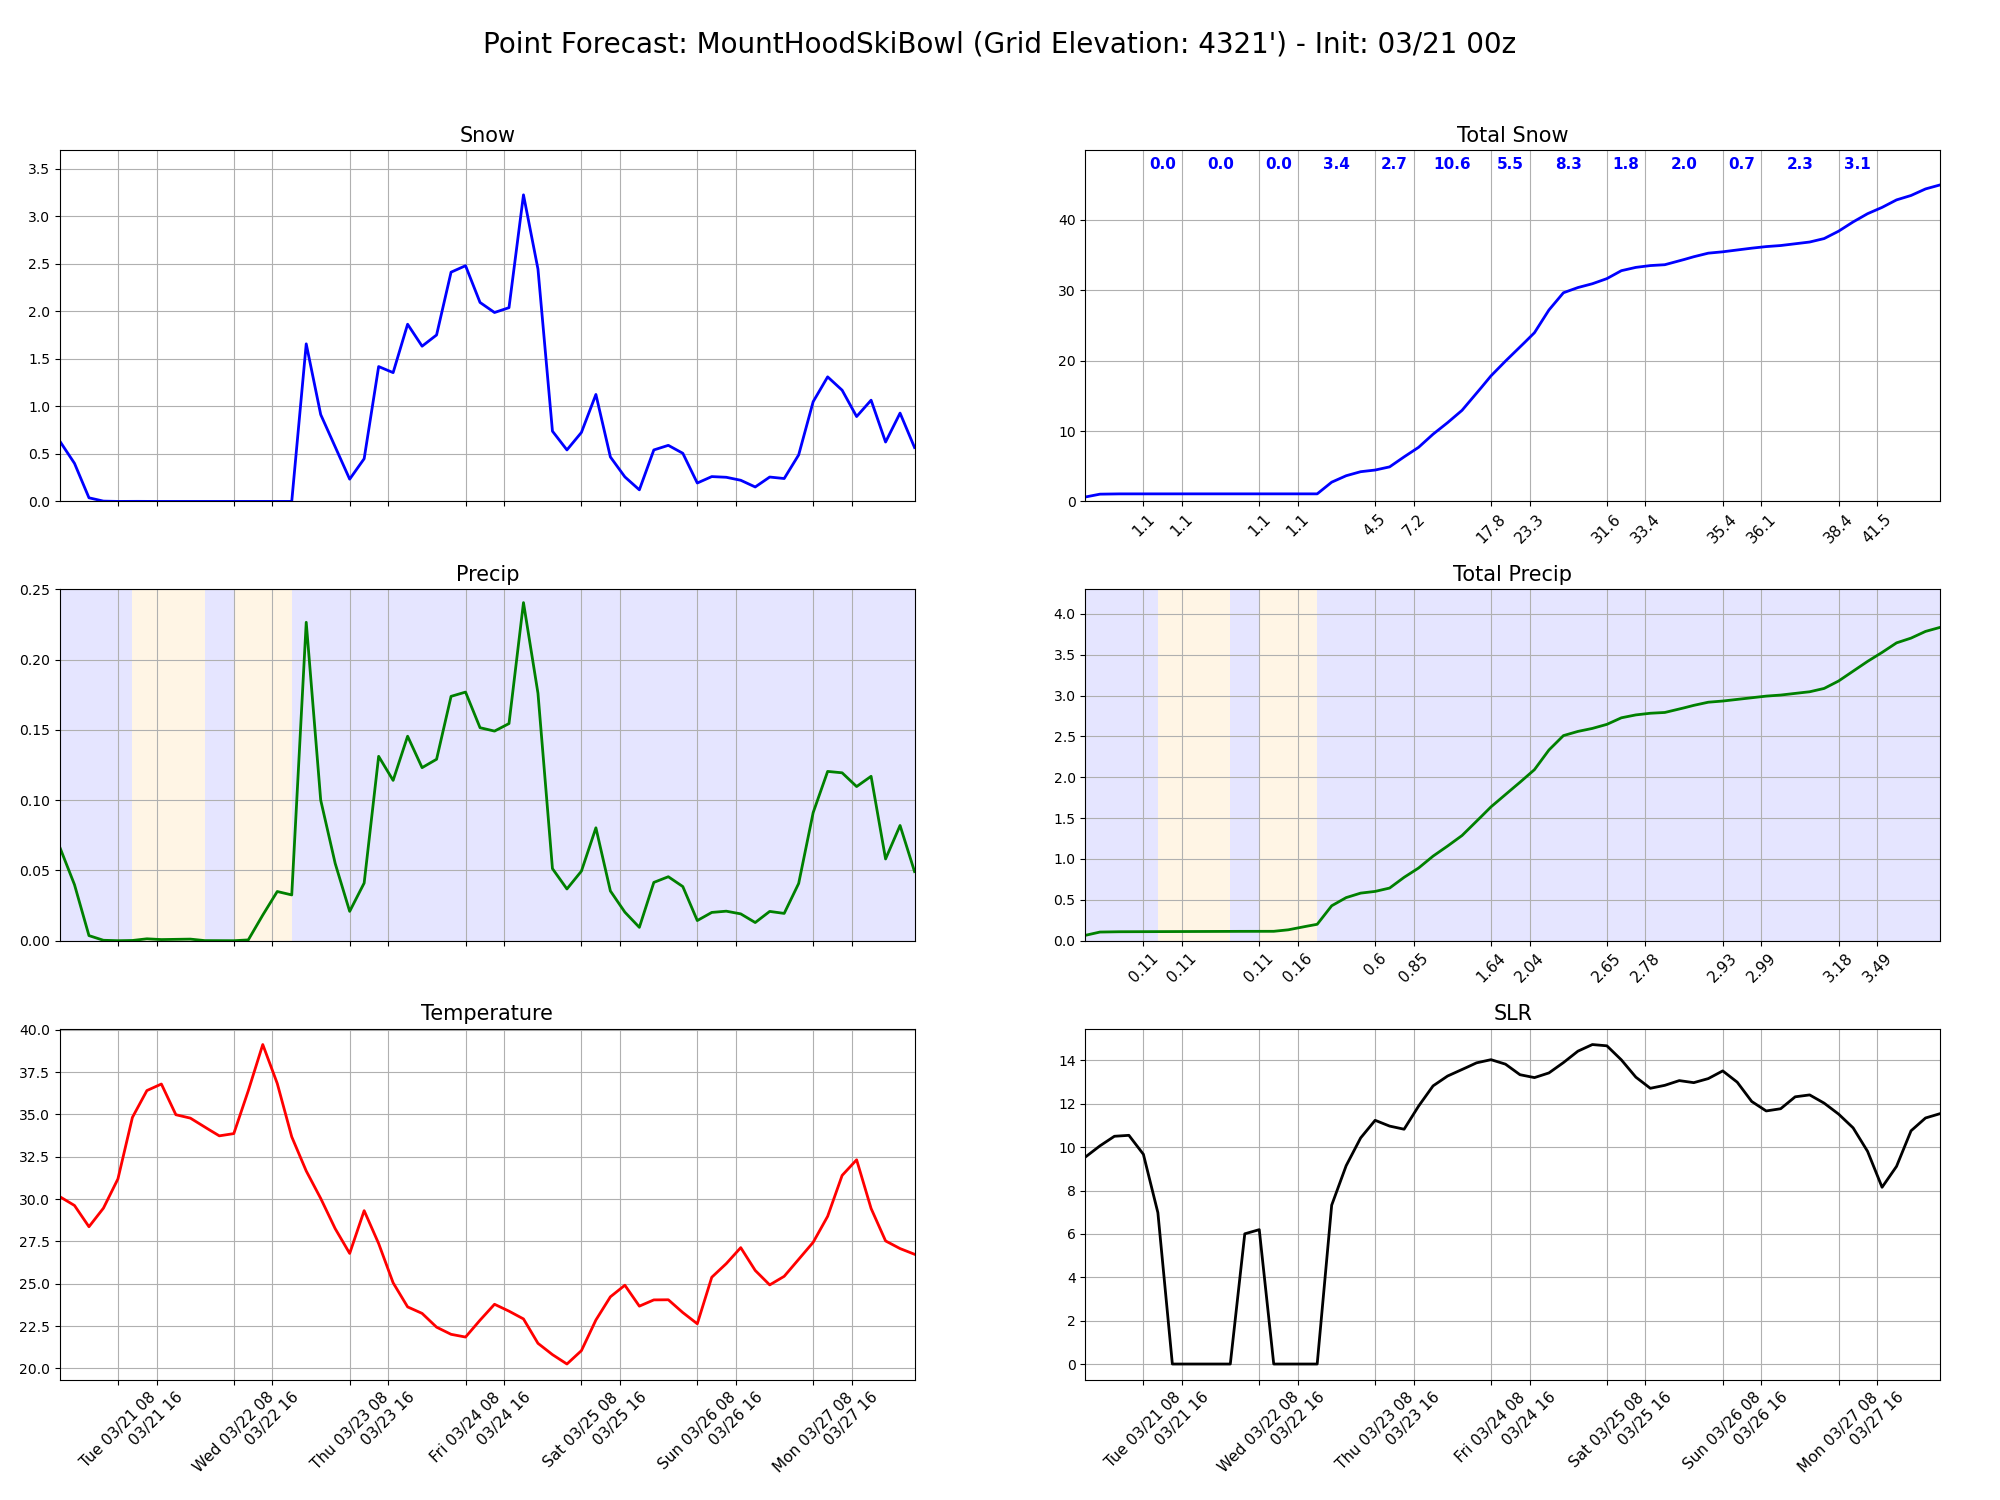 Point Forecast: MountHoodSkiBowl (Grid Elevation: 4321') - Init: 03/21 00z
Snow
3.5
3.0
2.5
2.0
1.5
1.0
0.5
0.0
Total Snow
0.0 0.0 0.0 3.4 2.7 10.6 5.5 8.3 1.8 2.0 0.7 2.3 3.1
40
30
20
10
0
1.1 1.1 1.1 1.1 4.5 7.2 17.8 23.3 31.6 33.4 35.4 36.1 38.4 41.5
Precip
0.25
0.20
0.15
0.10
0.05
0.00
Total Precip
4.0
3.5
3.0
2.5
2.0
1.5
1.0
0.5
0.0
0.11 0.11 0.11 0.16 0.6 0.85 1.64 2.04 2.65 2.78 2.93 2.99 3.18 3.49
Temperature
40.0
37.5
35.0
32.5
30.0
27.5
25.0
22.5
20.0
Tue 03/21 08
03/21 16
Wed 03/22 08
03/22 16
Thu 03/23 08
03/23 16
Fri 03/24 08
03/24 16
Sat 03/25 08
03/25 16
Sun 03/26 08
03/26 16
Mon 03/27 08
03/27 16
SLR
14
12
10
8
6
4
2
0
Tue 03/21 08
03/21 16
Wed 03/22 08
03/22 16
Thu 03/23 08
03/23 16
Fri 03/24 08
03/24 16
Sat 03/25 08
03/25 16
Sun 03/26 08
03/26 16
Mon 03/27 08
03/27 16